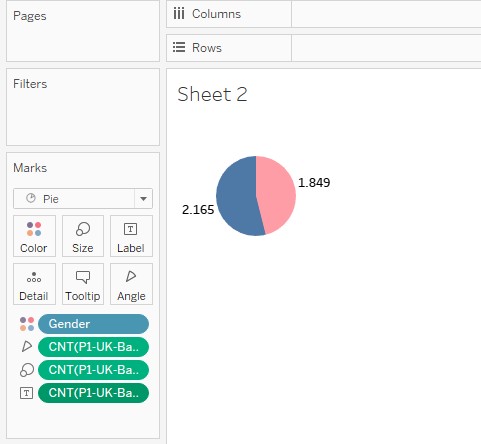 Pages
Columns
Rows
Filters
Sheet 2
Marks
Pie
Color Size Label
Detail Tooltip Angle
Gender
CNT(P1-UK-Ba..
CNT(P1-UK-Ba..
CNT(P1-UK-Ba..
2.165
1.849